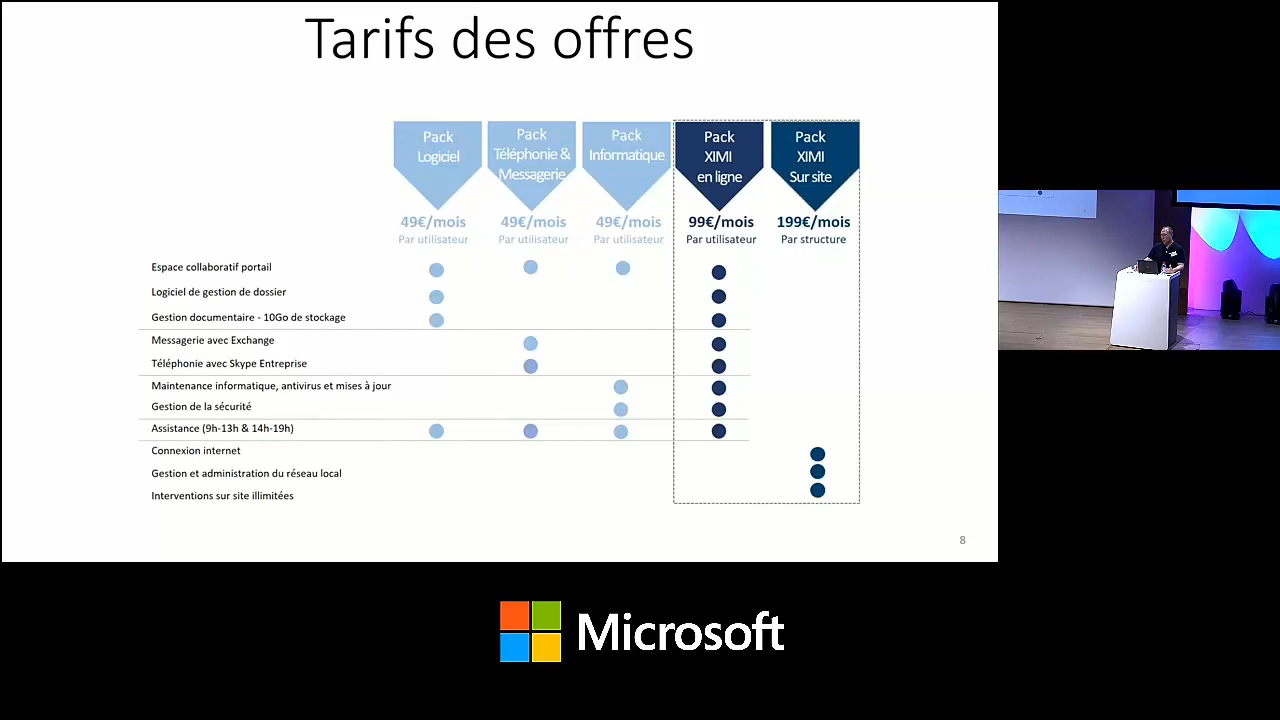 Tarifs des offres
Pack
Logiciel
Pack
Téléphonie &
Messagerie
Pack
Informatique
Pack
XIMI
en ligne
Pack
XIMI
Sur site
49€/mois
Par utilisateur
49€/mois
Par utilisateur
49€/mois
Par utilisateur
99€/mois
Par utilisateur
199€/mois
Par structure
Espace collaboratif portail
Logiciel de gestion de dossier
Gestion documentaire - 10Go de stockage
Messagerie avec Exchange
Téléphonie avec Skype Entreprise
Maintenance informatique, antivirus et mises à jour
Gestion de la sécurité
Assistance (9h-13h & 14h-19h)
Connexion internet
Gestion et administration du réseau local
Interventions sur site illimitées
8
Microsoft